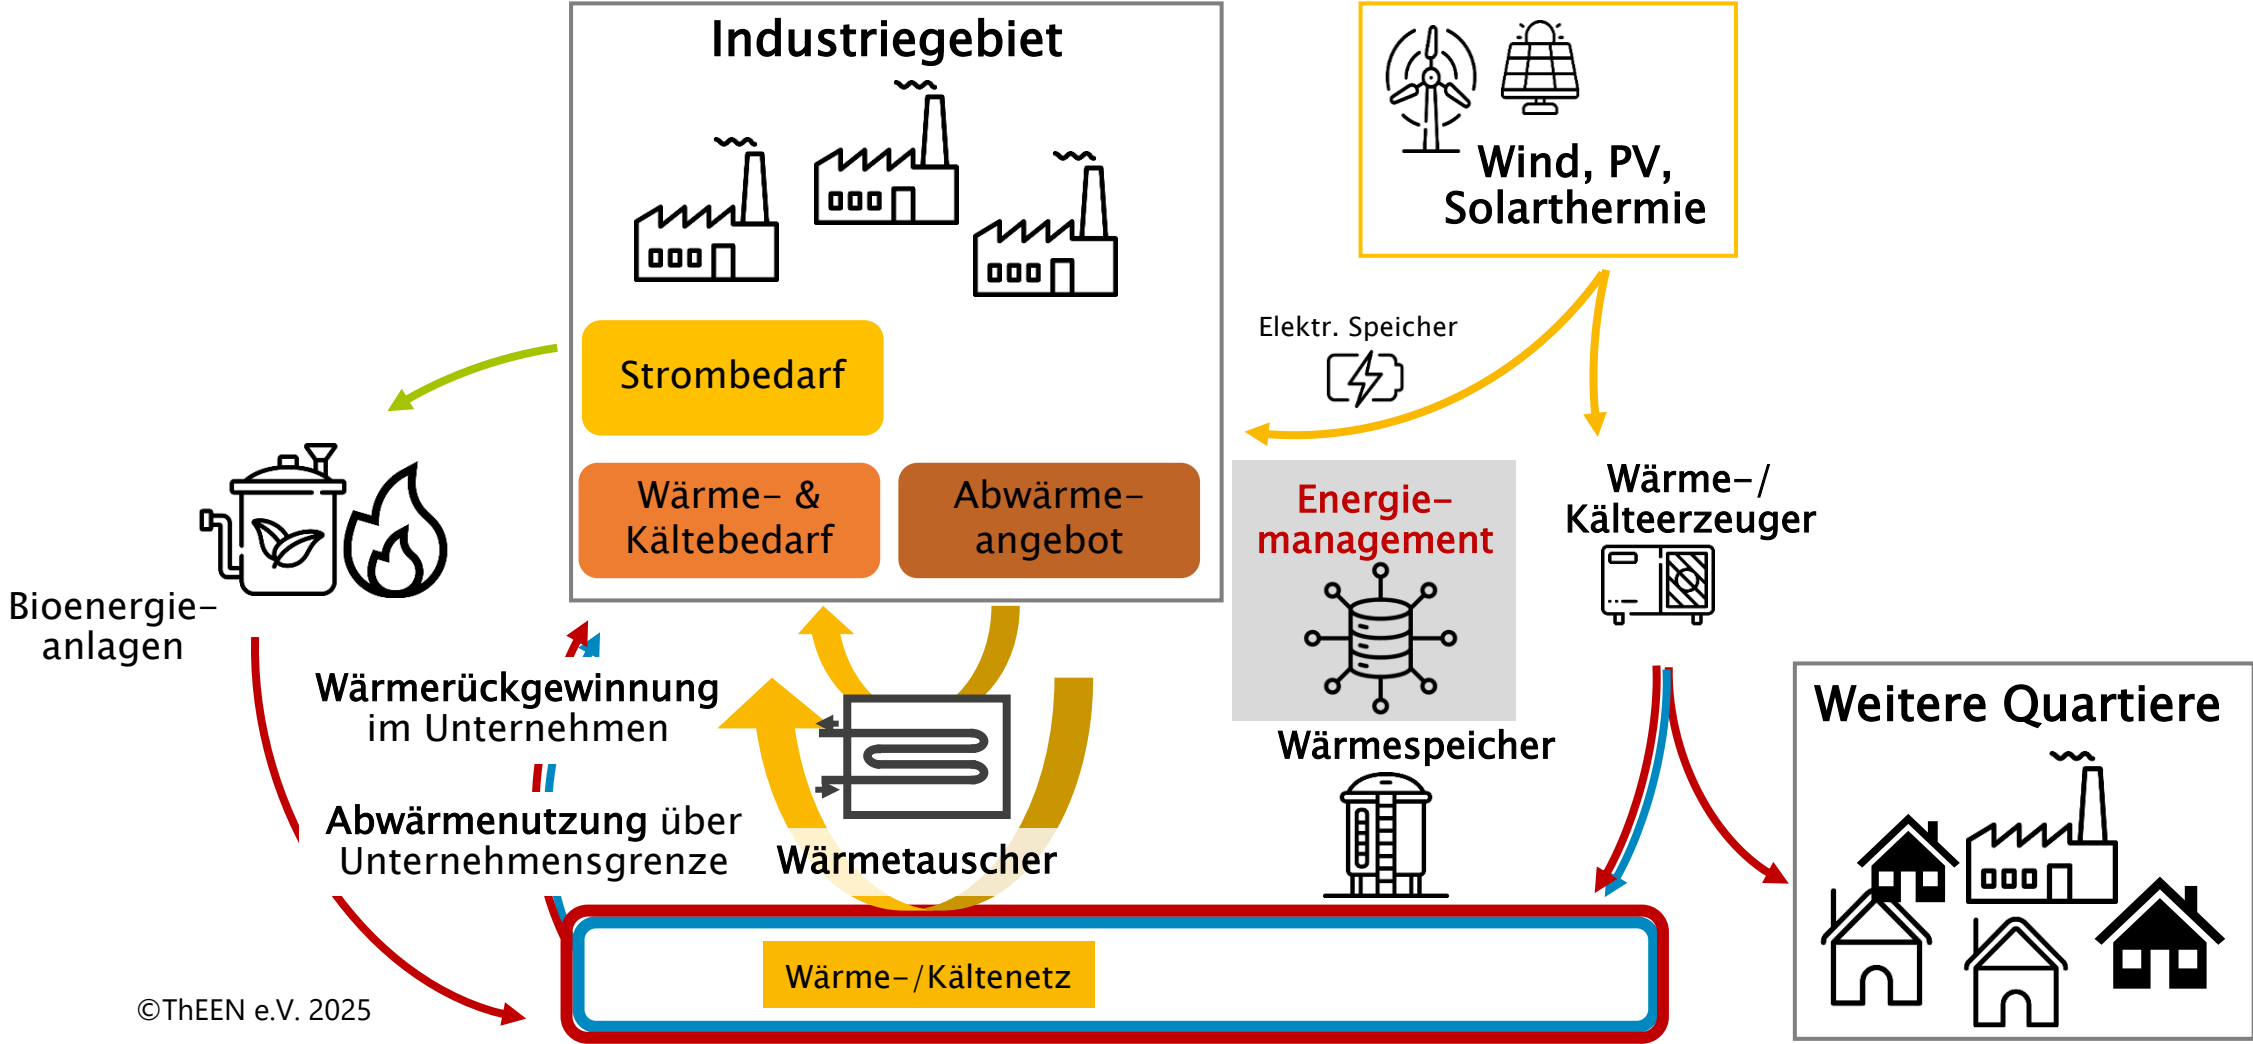 Industriegebiet
Wind, PV,
Solarthermie
Elektr. Speicher
Strombedarf
Wärme- &
Kältebedarf
Abwärme-
angebot
Energie-
management
Wärme-/
Kälteerzeuger
Bioenergie-
anlagen
Wärmerückgewinnung
im Unternehmen
Weitere Quartiere
Wärmespeicher
Abwärmenutzung über
Unternehmensgrenze
Wärmetauscher
Wärme-/Kältenetz
©ThEEN e.V. 2025